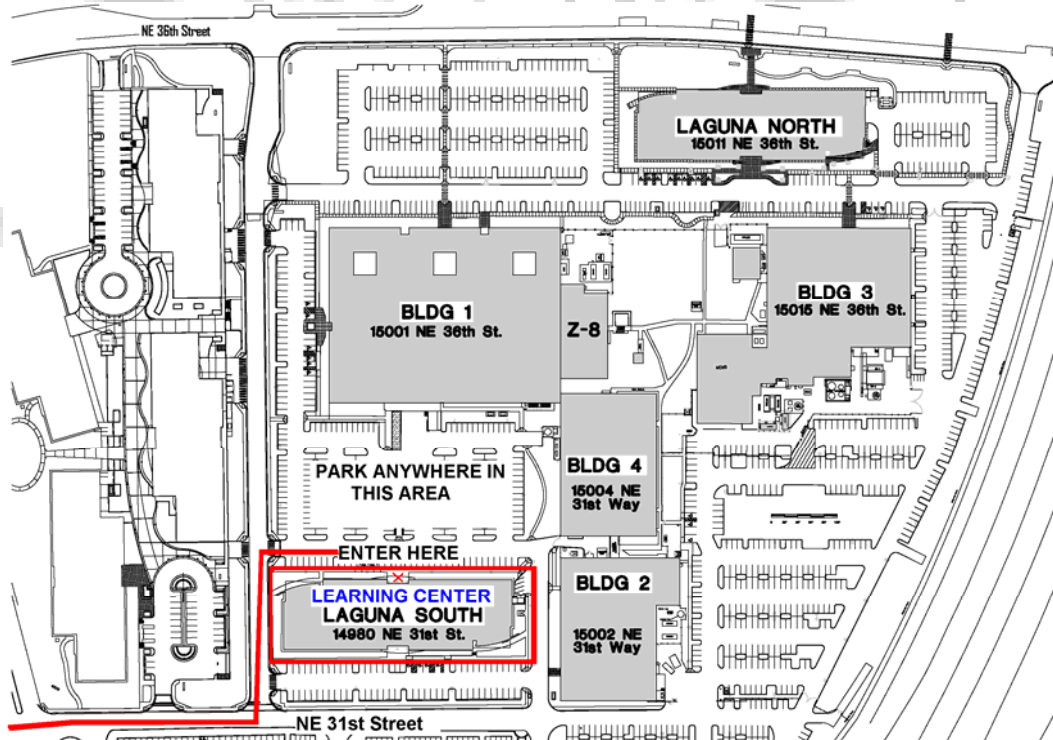 NE 36th Street
LAGUNA NORTH
15011 NE 36th St.
BLDG 1
15001 NE 36th St.
Z-8
BLDG 3
15015 NE 36th St.
PARK ANYWHERE IN
THIS AREA
BLDG 4
15004 NE
31st Way
ENTER HERE
LEARNING CENTER
LAGUNA SOUTH
14980 NE 31st St.
BLDG 2
15002 NE
31st Way
NE 31st Street